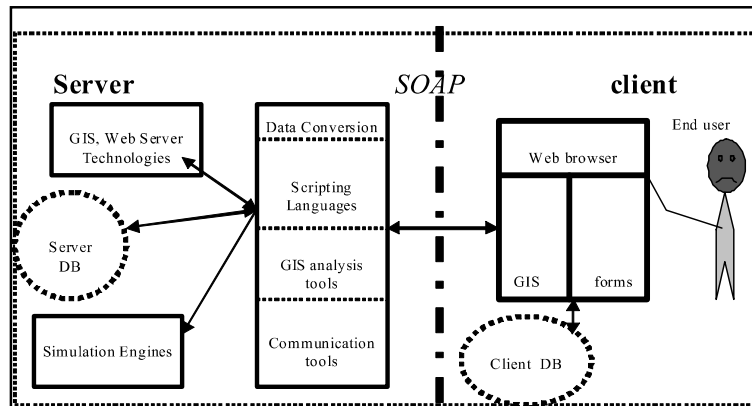 Server
SOAP
client
GIS, Web Server
Technologies
Server
DB
Simulation Engines
Data Conversion
Scripting
Languages
GIS analysis
tools
Communication
tools
Web browser
GIS
forms
Client DB
End user